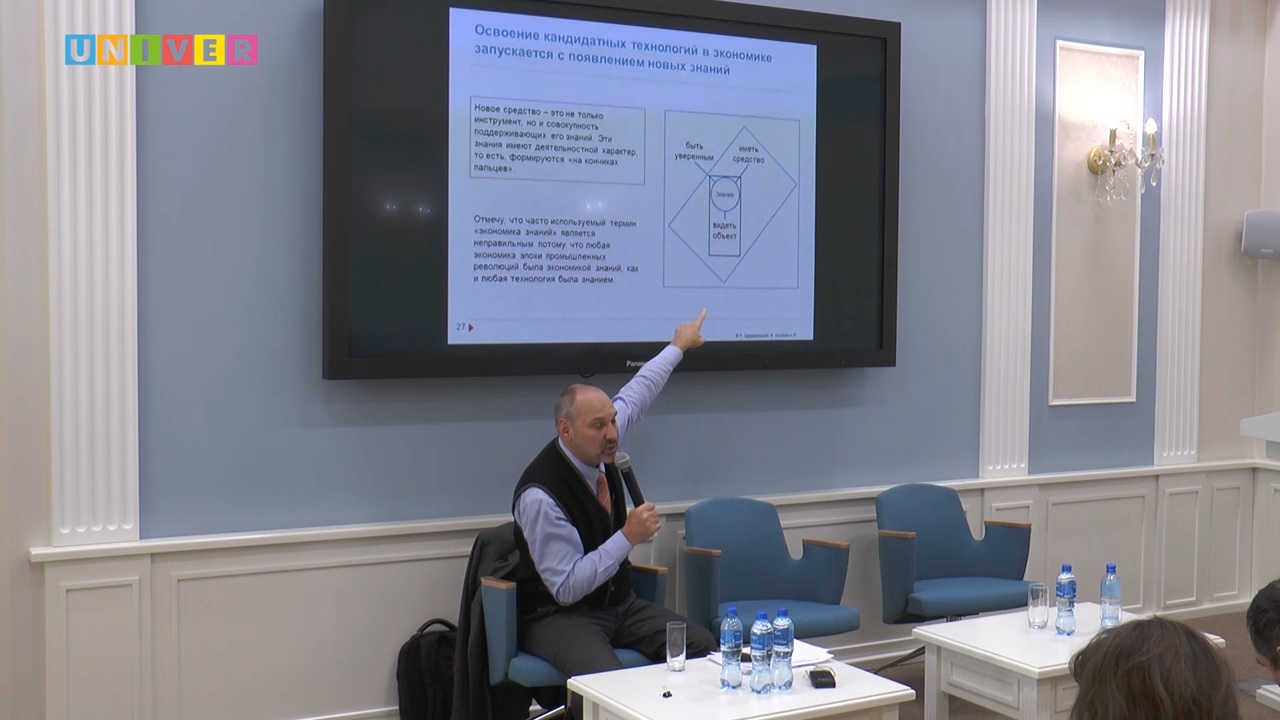 UNIVER
Освоение кандидатных технологий в экономике
запускается с появлением новых знаний
Новое средство – это не только
инструмент, но и совокупность
поддерживающих его знаний. Эти
знания имеют деятельностный характер,
то есть, формируются «на кончиках
пальцев».
быть
уверенным
иметь
средство
Знание
видеть
объект
Отмечу, что часто используемый термин
«экономика знаний» является
неправильным потому, что любая
экономика эпохи промышленных
революций была экономикой знаний, как
и любая технология была знанием.
27